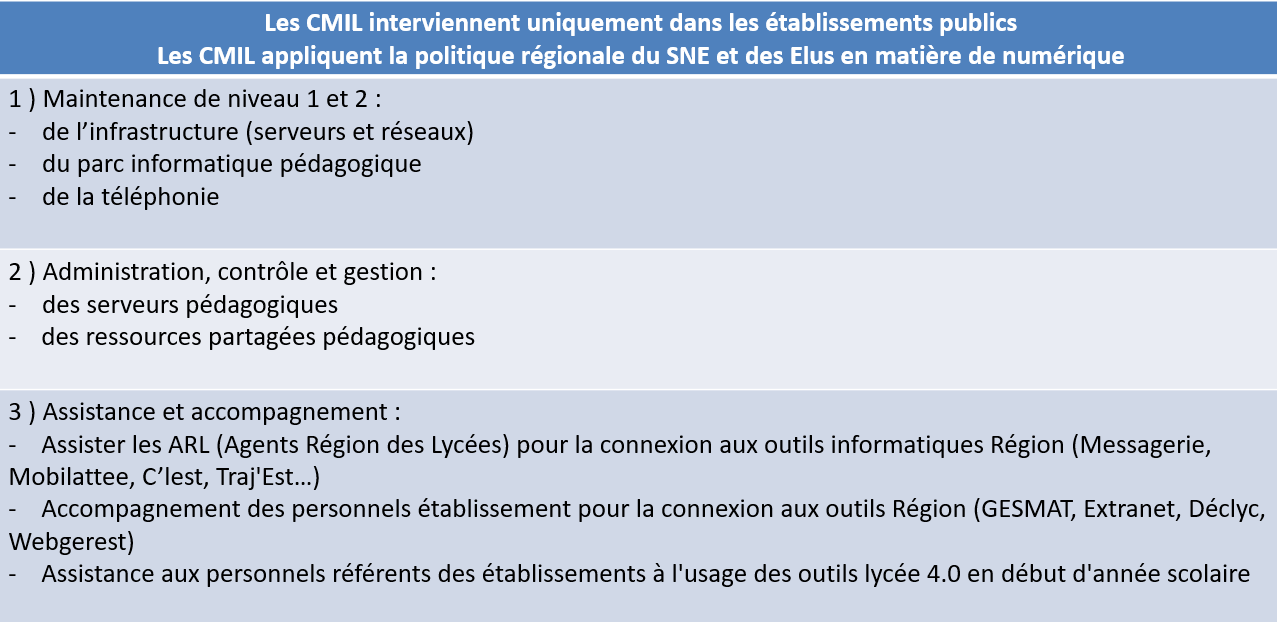 Les CMIL interviennent uniquement dans les établissements publics
Les CMIL appliquent la politique régionale du SNE et des Elus en matière de numérique
1 ) Maintenance de niveau 1 et 2 :
- de l’infrastructure (serveurs et réseaux)
- du parc informatique pédagogique
- de la téléphonie
2 ) Administration, contrôle et gestion :
- des serveurs pédagogiques
- des ressources partagées pédagogiques
3 ) Assistance et accompagnement :
- Assister les ARL (Agents Région des Lycées) pour la connexion aux outils informatiques Région (Messagerie,
Mobilattee, C’lest, Traj'Est…)
- Accompagnement des personnels établissement pour la connexion aux outils Région (GESMAT, Extranet, Déclyc,
Webgerest)
- Assistance aux personnels référents des établissements à l'usage des outils lycée 4.0 en début d'année scolaire